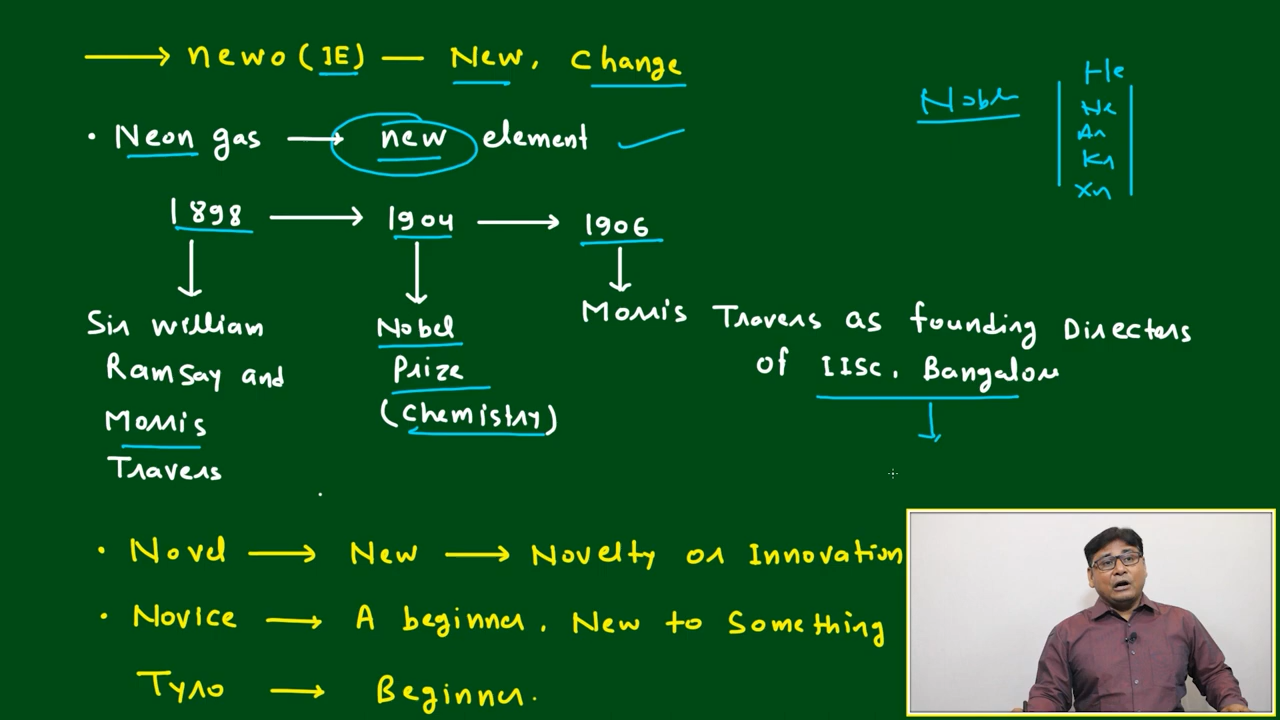 ⟶ newo (IE) — New, Change
He
Noble
Ne
Ar
Kr
Xn
• Neon gas ⟶ new element ✓
1898 ⟶ 1904 ⟶ 1906
Sir William
Ramsay and
Morris
Travers
Nobel
Prize
(Chemistry)
Morris Travers as founding Directors
of IISc, Bangalore
• Novel ⟶ New ⟶ Novelty or Innovation
• Novice ⟶ A beginner, New to Something
Tyro ⟶ Beginner.